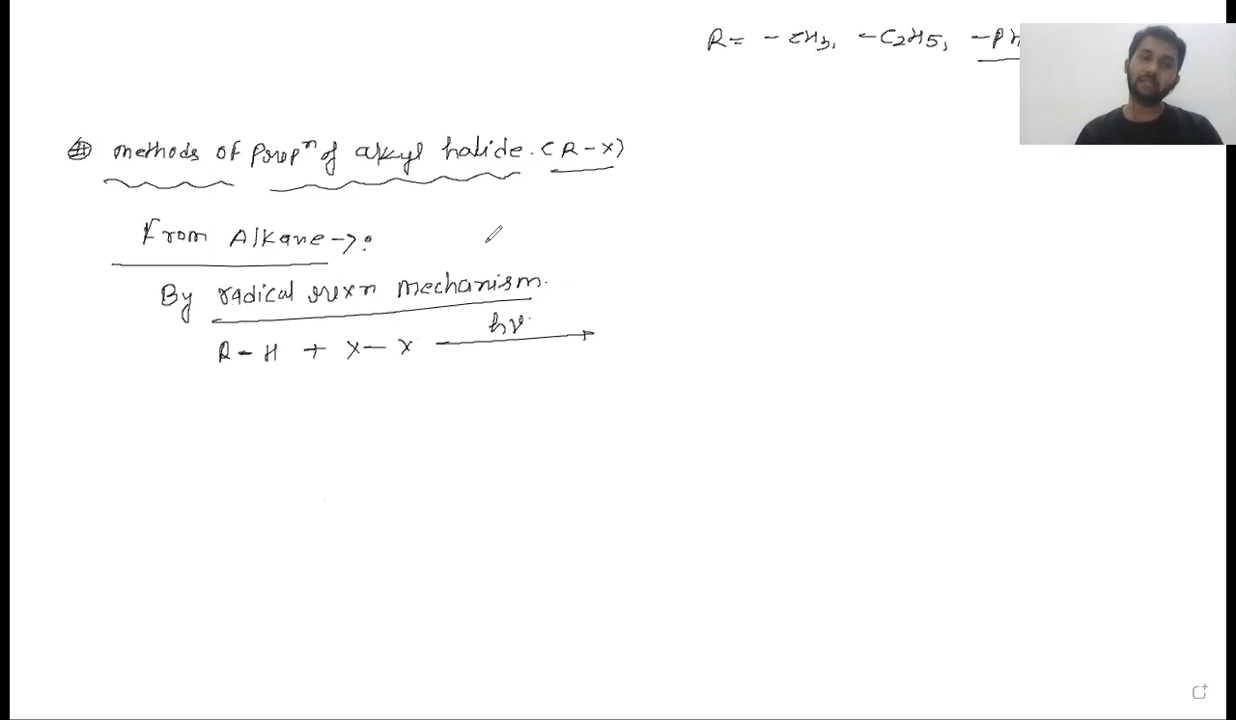 R= -CH3, -C2H5, -PH
methods of prepn of alkyl halide. (R-X)
From Alkane →:
By radical rexn mechanism.
hν
R-H + X-X →